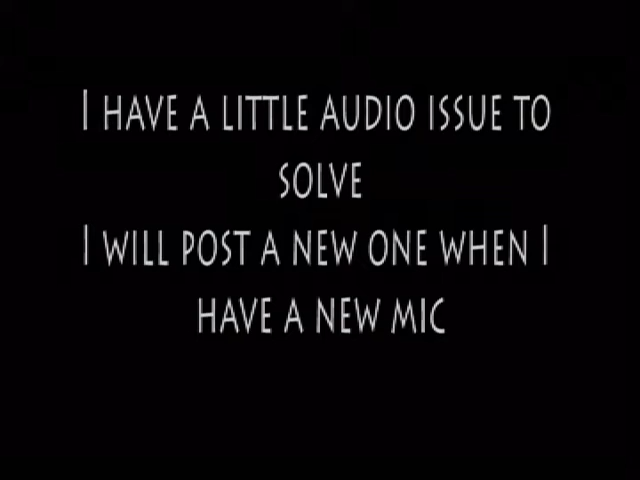 I HAVE A LITTLE AUDIO ISSUE TO
SOLVE
I WILL POST A NEW ONE WHEN I
HAVE A NEW MIC